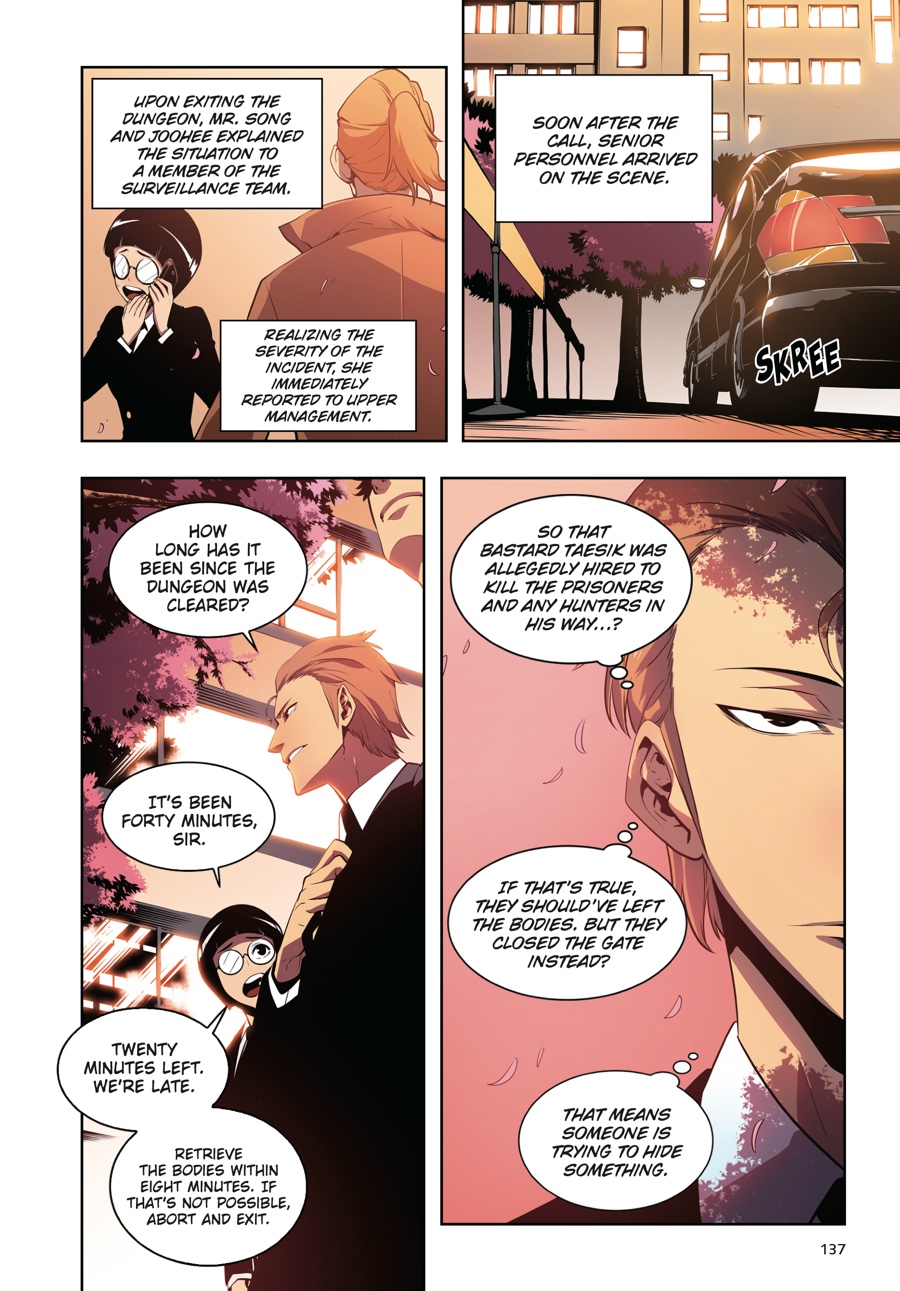 UPON EXITING THE
DUNGEON, MR. SONG
AND JOOHEE EXPLAINED
THE SITUATION TO
A MEMBER OF THE
SURVEILLANCE TEAM.
REALIZING THE
SEVERITY OF THE
INCIDENT, SHE
IMMEDIATELY
REPORTED TO UPPER
MANAGEMENT.
SOON AFTER THE
CALL, SENIOR
PERSONNEL ARRIVED
ON THE SCENE.
SKREE
HOW
LONG HAS IT
BEEN SINCE THE
DUNGEON WAS
CLEARED?
IT'S BEEN
FORTY MINUTES,
SIR.
TWENTY
MINUTES LEFT.
WE'RE LATE.
RETRIEVE
THE BODIES WITHIN
EIGHT MINUTES. IF
THAT'S NOT POSSIBLE,
ABORT AND EXIT.
SO THAT
BASTARD TAESIK WAS
ALLEGEDLY HIRED TO
KILL THE PRISONERS
AND ANY HUNTERS IN
HIS WAY...?
IF THAT'S TRUE,
THEY SHOULD'VE LEFT
THE BODIES. BUT THEY
CLOSED THE GATE
INSTEAD?
THAT MEANS
SOMEONE IS
TRYING TO HIDE
SOMETHING.
137